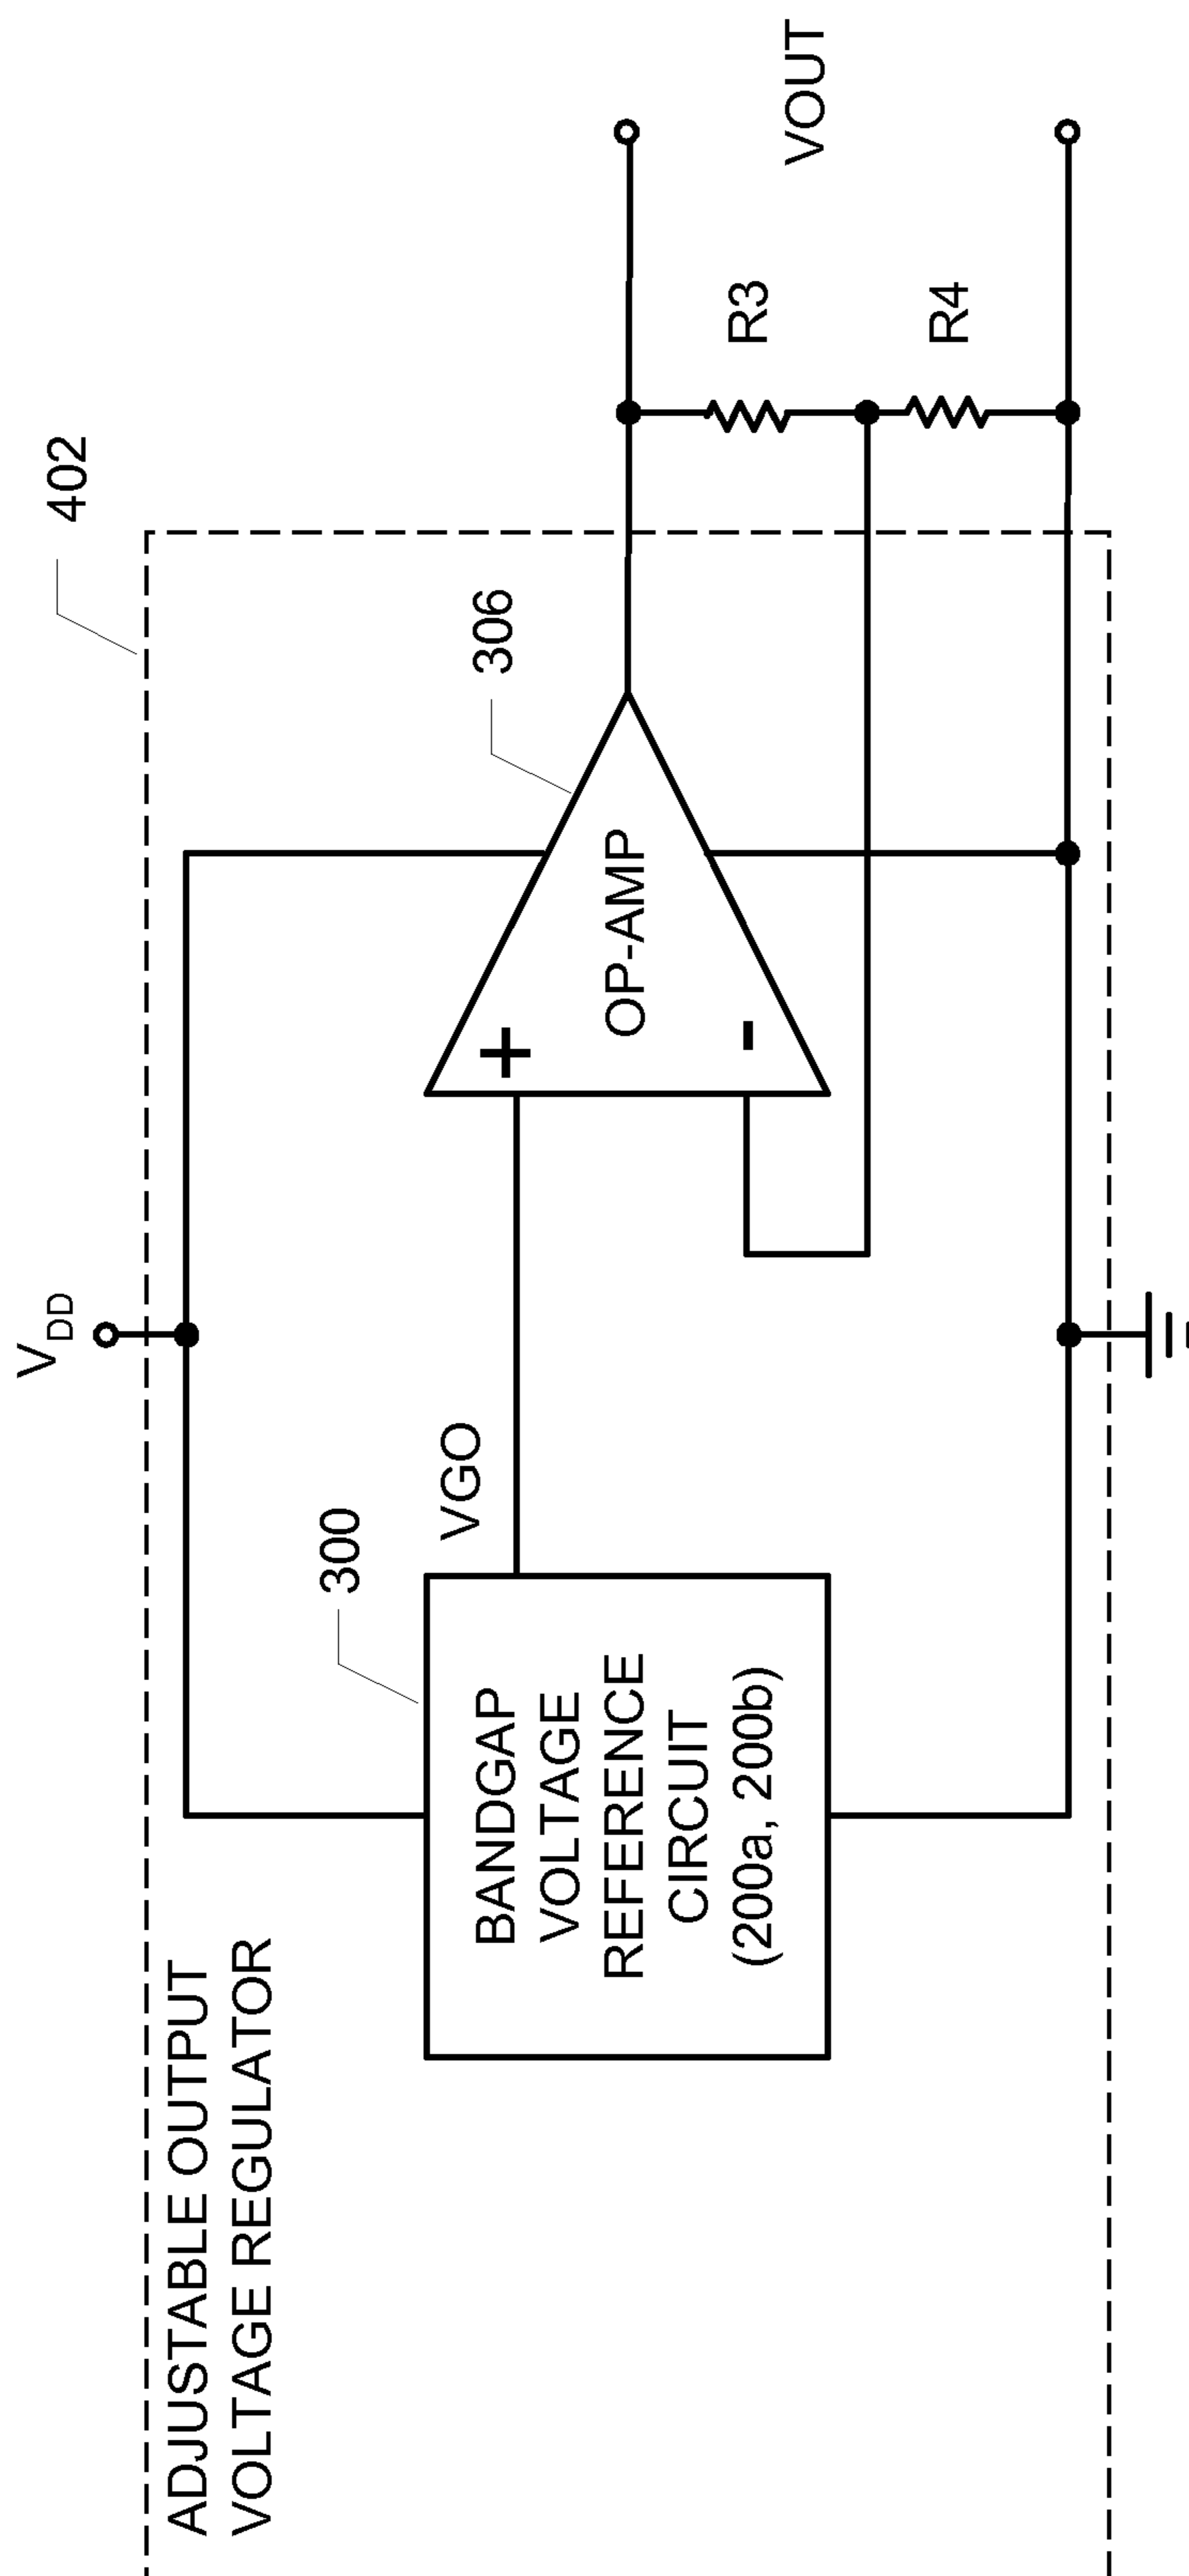 ADJUSTABLE OUTPUT
VOLTAGE REGULATOR
V DD
402
300
VGO
BANDGAP
VOLTAGE
REFERENCE
CIRCUIT
(200a, 200b)
306
+
OP-AMP
-
R3
R4
VOUT